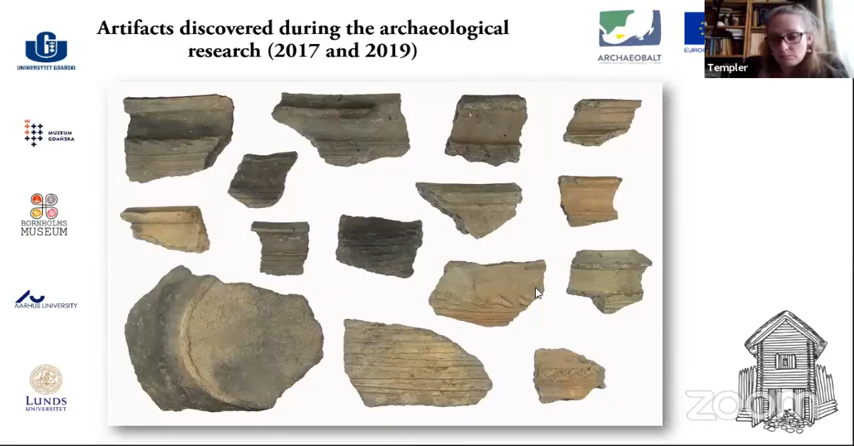 Artifacts discovered during the archaeological
research (2017 and 2019)
UNIWERSYTET GDAŃSKI
ARCHAEOBALT
Templer
MUZEUM
GDAŃSKA
BORNHOLMS
MUSEUM
AARHUS UNIVERSITY
LUNDS
UNIVERSITET
zoom